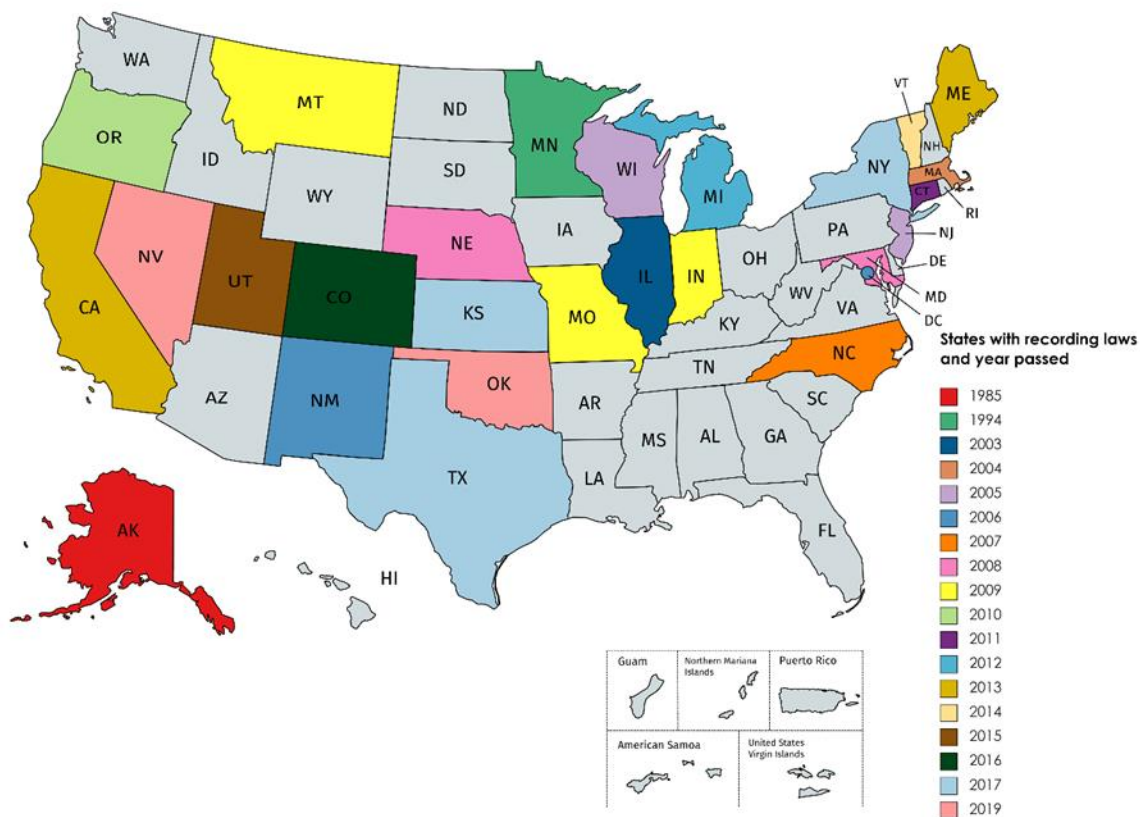 WA
MT
ND
MN
VT
ME
OR
ID
SD
WI
NY
NH
MA
CT
RI
WY
MI
IA
PA
NJ
NE
OH
DE
NV
UT
CO
IL
IN
WV
MD
VA
DC
CA
KS
MO
KY
NC
TN
AZ
NM
OK
AR
SC
MS
AL
GA
TX
LA
FL
AK
HI
States with recording laws
and year passed
1985
1994
2003
2004
2005
2006
2007
2008
2009
2010
2011
2012
2013
2014
2015
2016
2017
2019
Guam
Northern Mariana
Islands
Puerto Rico
American Samoa
United States
Virgin Islands